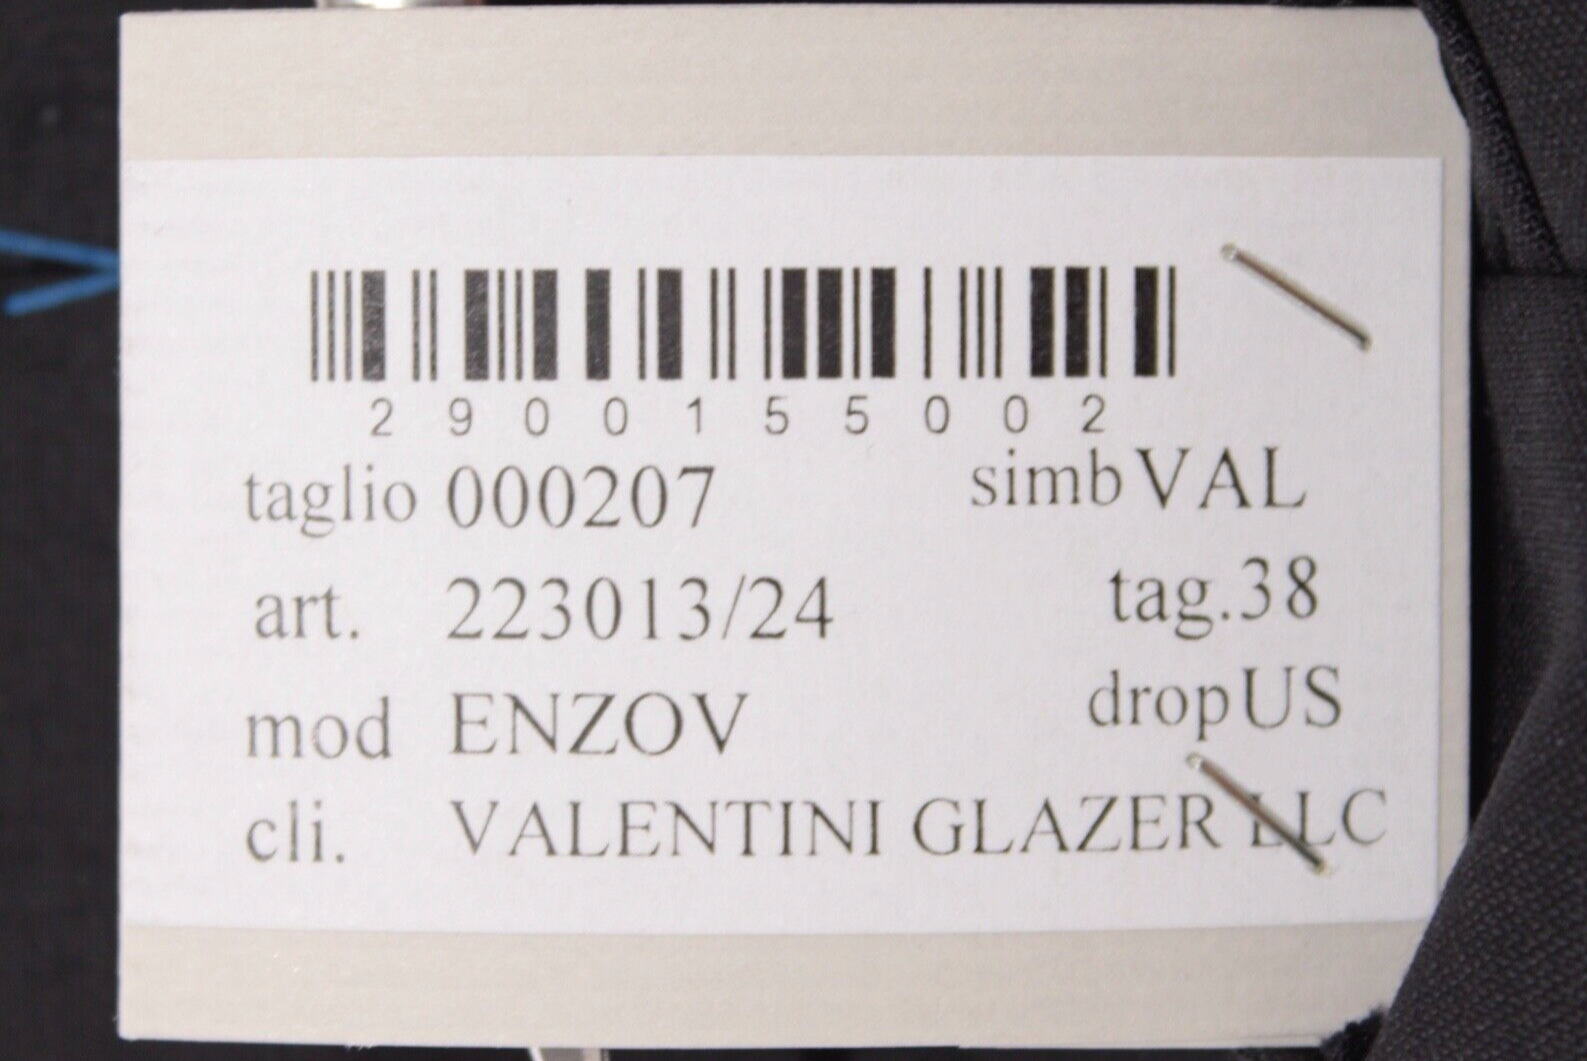 2900155002
taglio 000207 simb VAL
art. 223013/24 tag.38
mod ENZOV drop US
cli. VALENTINI GLAZER LLC